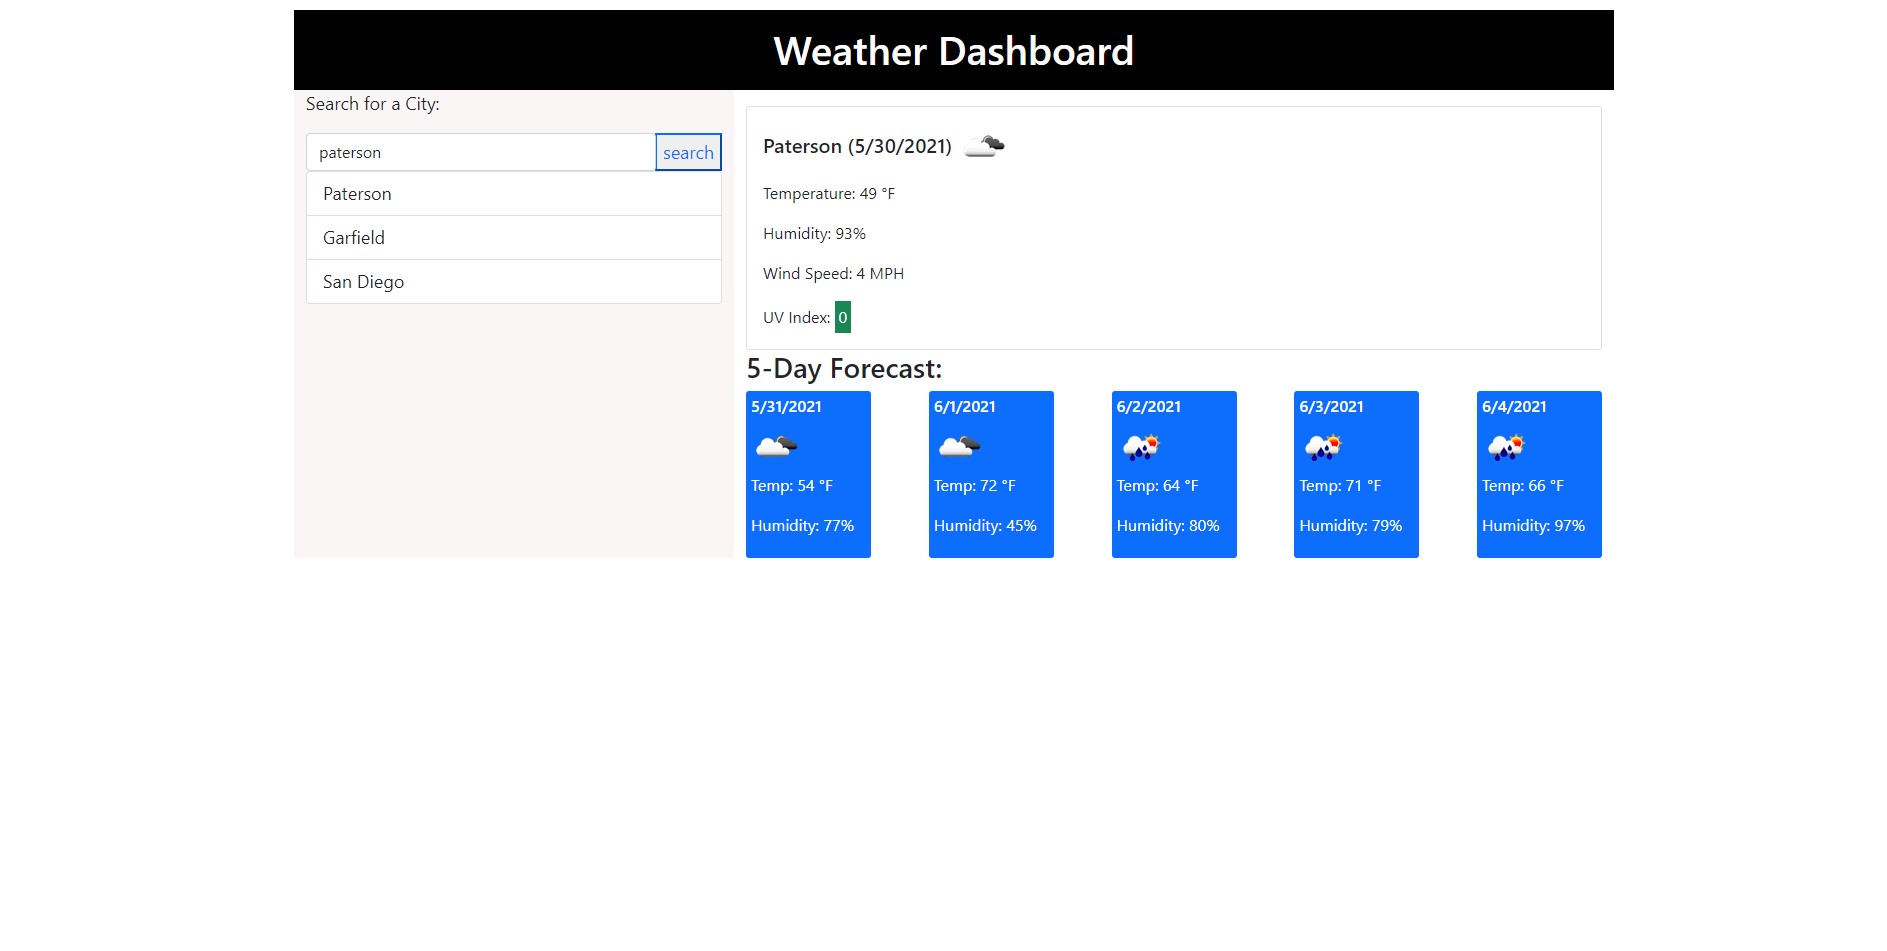 Weather Dashboard
Search for a City:
paterson
search
Paterson
Garfield
San Diego
Paterson (5/30/2021)
Temperature: 49 °F
Humidity: 93%
Wind Speed: 4 MPH
UV Index: 0
5-Day Forecast:
5/31/2021
Temp: 54 °F
Humidity: 77%
6/1/2021
Temp: 72 °F
Humidity: 45%
6/2/2021
Temp: 64 °F
Humidity: 80%
6/3/2021
Temp: 71 °F
Humidity: 79%
6/4/2021
Temp: 66 °F
Humidity: 97%